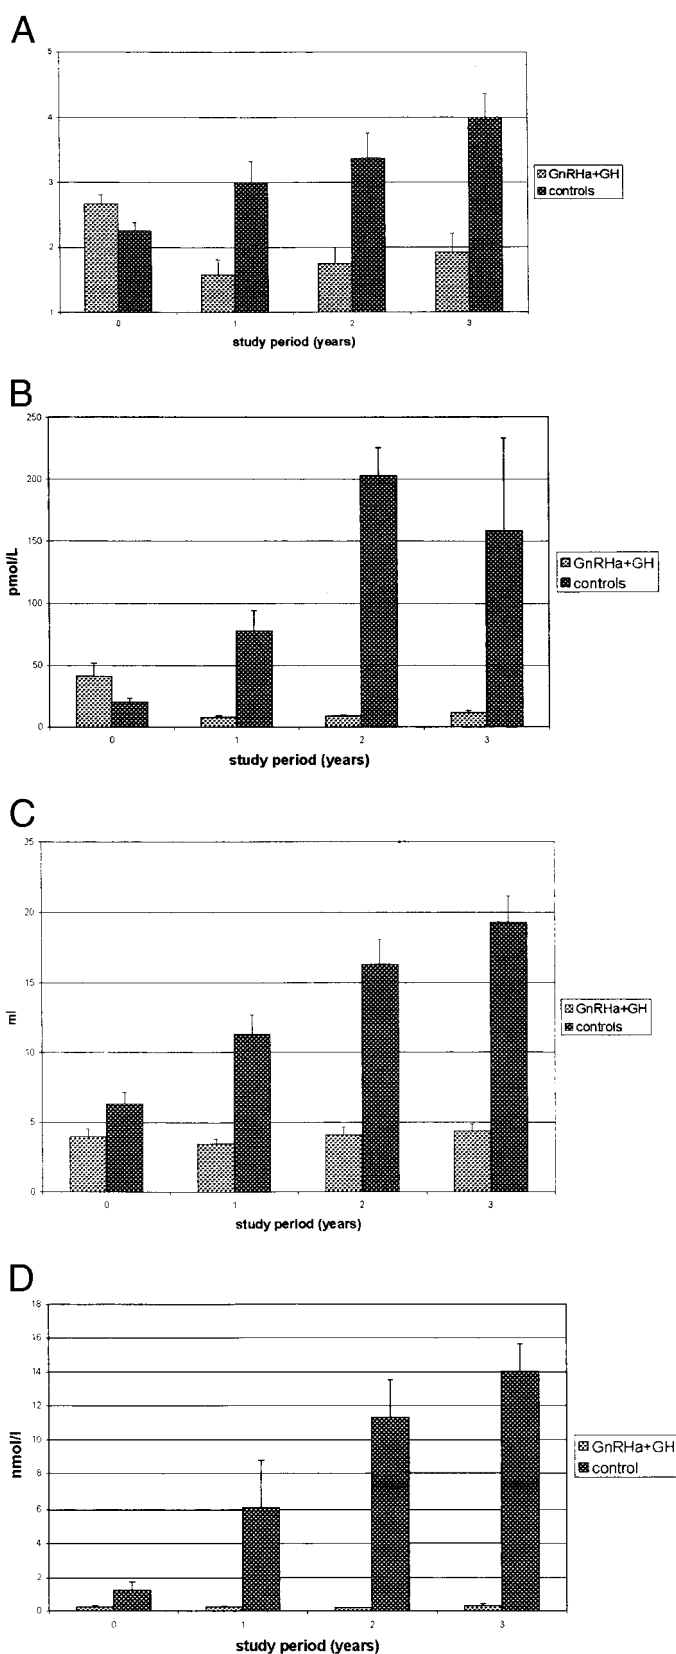 A
5
4
3
2
1
0 1 2 3
study period (years)
GnRHa+GH
controls
B
250
200
150
100
50
0
pmol/L
0 1 2 3
study period (years)
GnRHa+GH
controls
C
25
20
15
10
5
0
ml
0 1 2 3
study period (years)
GnRHa+GH
controls
D
18
16
14
12
10
8
6
4
2
0
nmol/l
0 1 2 3
study period (years)
GnRHa+GH
control